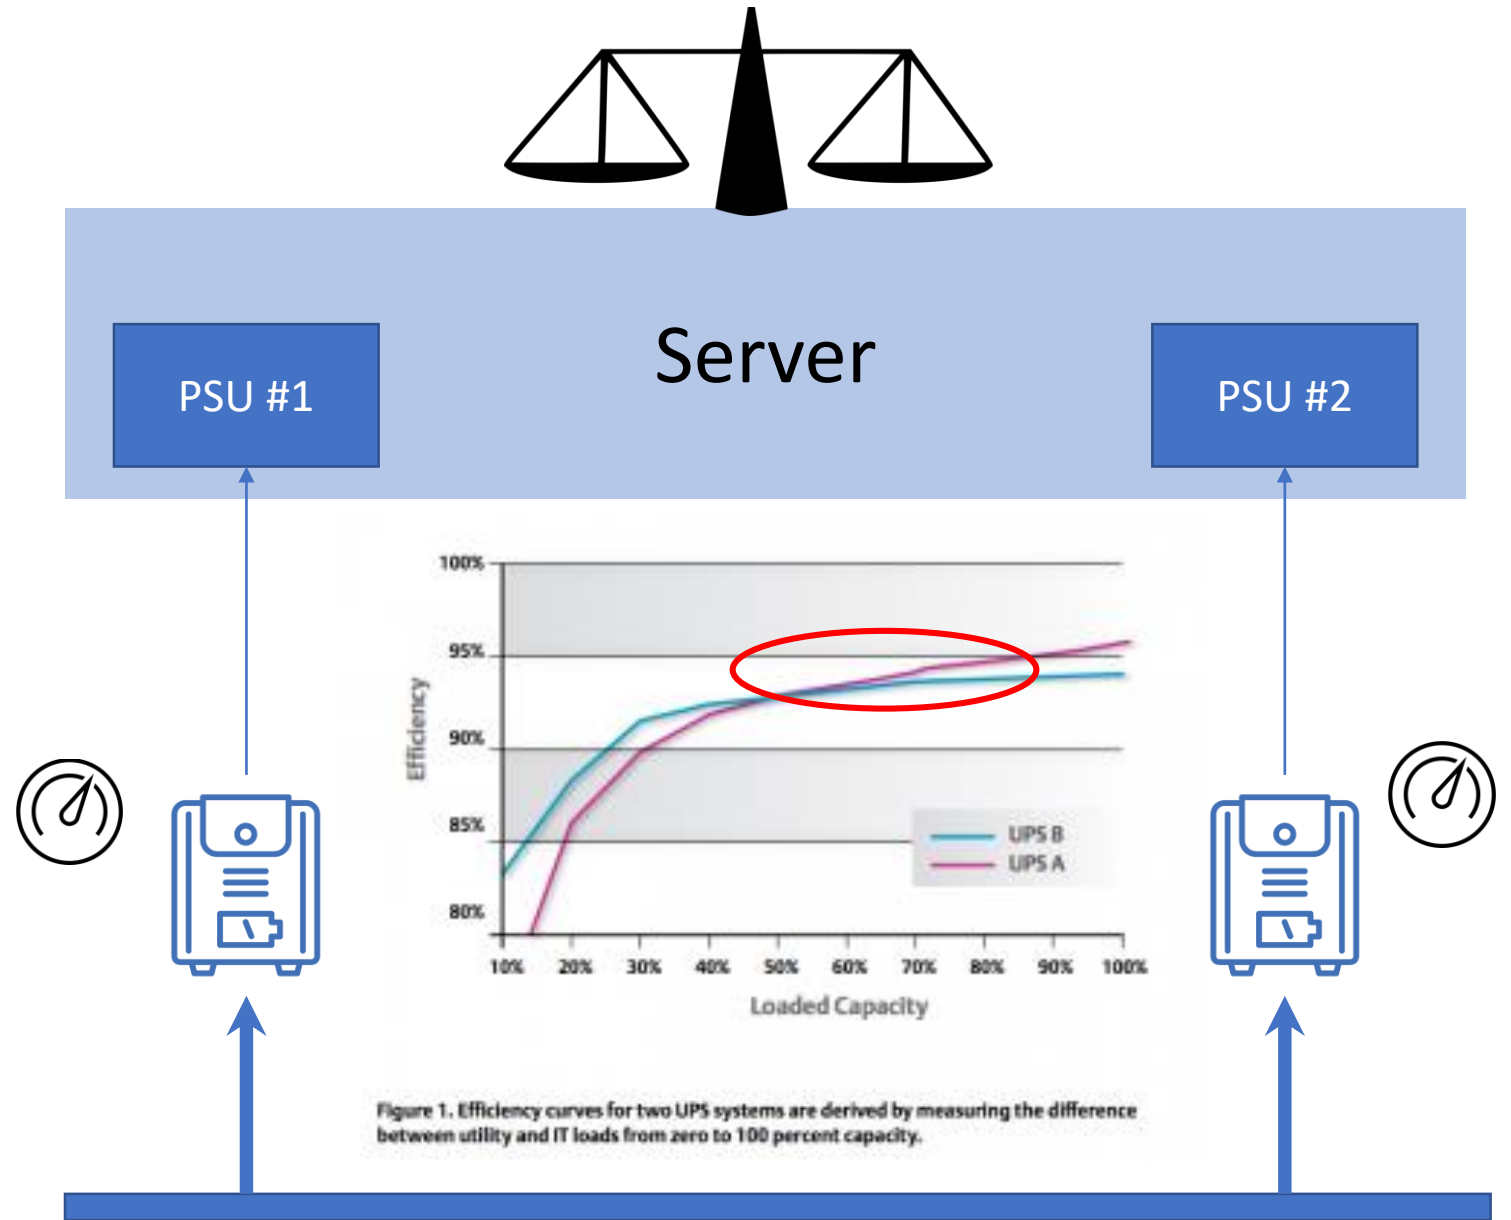 Server
PSU #1
PSU #2
100%
95%
90%
85%
80%
Efficiency
UPS B
UPS A
10% 20% 30% 40% 50% 60% 70% 80% 90% 100%
Loaded Capacity
Figure 1. Efficiency curves for two UPS systems are derived by measuring the difference
between utility and IT loads from zero to 100 percent capacity.